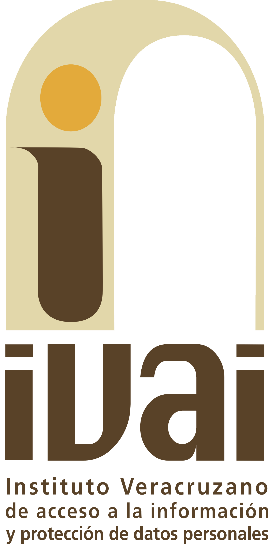 ivai
Instituto Veracruzano
de acceso a la información
y protección de datos personales